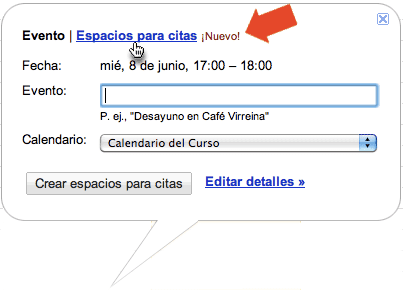 Evento | Espacios para citas ¡Nuevo!
Fecha: mié, 8 de junio, 17:00 – 18:00
Evento:
P. ej., "Desayuno en Café Virreina"
Calendario: Calendario del Curso
Crear espacios para citas Editar detalles »